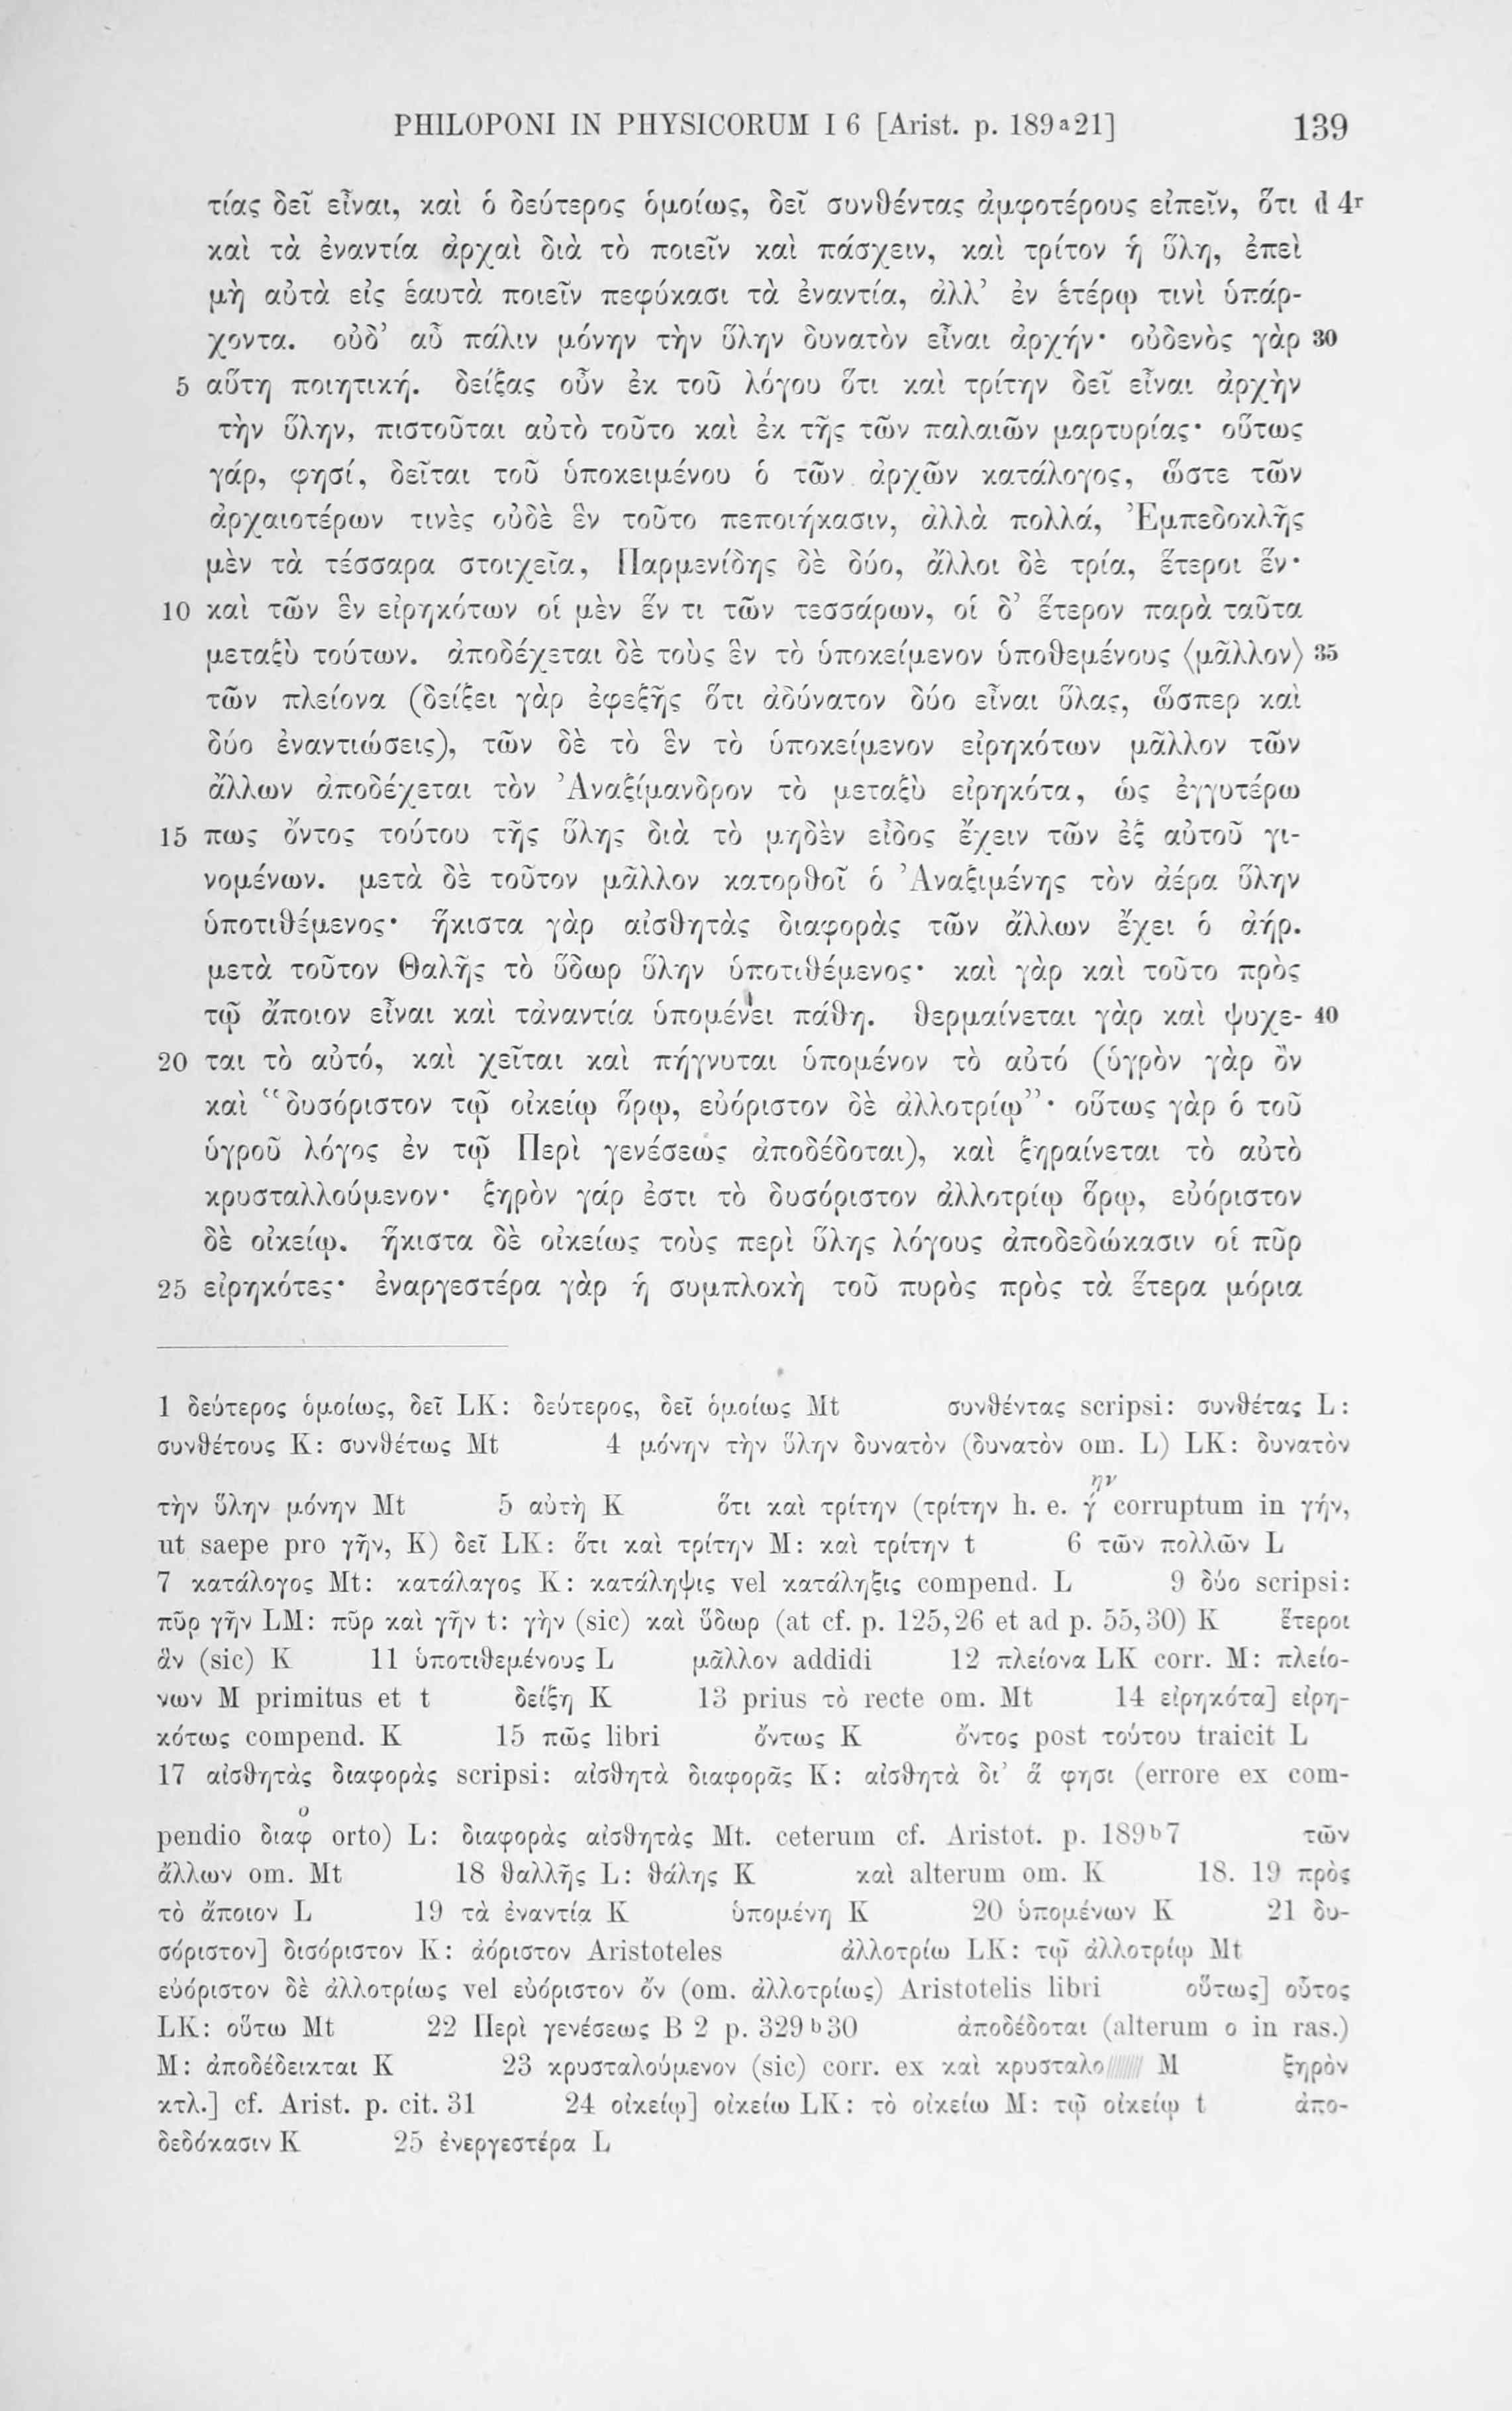 PHILOPONI IN PHYSICORUM I 6 [Arist. p. 189ᵃ21] 139
τίας δεῖ εἶναι, καὶ ὁ δεύτερος ὁμοίως, δεῖ συνθέντας ἀμφοτέρους εἰπεῖν, ὅτι d 4ʳ
καὶ τὰ ἐναντία ἀρχαὶ διὰ τὸ ποιεῖν καὶ πάσχειν, καὶ τρίτον ἡ ὕλη, ἐπεὶ
μὴ αὐτὰ εἰς ἑαυτὰ ποιεῖν πεφύκασι τὰ ἐναντία, ἀλλ’ ἐν ἑτέρῳ τινὶ ὑπάρ-
χοντα. οὐδ’ αὖ πάλιν μόνην τὴν ὕλην δυνατὸν εἶναι ἀρχήν· οὐδενὸς γὰρ 30
5 αὕτη ποιητική. δείξας οὖν ἐκ τοῦ λόγου ὅτι καὶ τρίτην δεῖ εἶναι ἀρχὴν
τὴν ὕλην, πιστοῦται αὐτὸ τοῦτο καὶ ἐκ τῆς τῶν παλαιῶν μαρτυρίας· οὕτως
γάρ, φησί, δεῖται τοῦ ὑποκειμένου ὁ τῶν ἀρχῶν κατάλογος, ὥστε τῶν
ἀρχαιοτέρων τινὲς οὐδὲ ἓν τοῦτο πεποιήκασιν, ἀλλὰ πολλά, Ἐμπεδοκλῆς
μὲν τὰ τέσσαρα στοιχεῖα, Παρμενίδης δὲ δύο, ἄλλοι δὲ τρία, ἕτεροι ἕν·
10 καὶ τῶν ἓν εἰρηκότων οἱ μὲν ἕν τι τῶν τεσσάρων, οἱ δ’ ἕτερον παρὰ ταῦτα
μεταξὺ τούτων. ἀποδέχεται δὲ τοὺς ἓν τὸ ὑποκείμενον ὑποθεμένους ⟨μᾶλλον⟩ 35
τῶν πλείονα (δείξει γὰρ ἐφεξῆς ὅτι ἀδύνατον δύο εἶναι ὕλας, ὥσπερ καὶ
δύο ἐναντιώσεις), τῶν δὲ τὸ ἓν τὸ ὑποκείμενον εἰρηκότων μᾶλλον τῶν
ἄλλων ἀποδέχεται τὸν Ἀναξίμανδρον τὸ μεταξὺ εἰρηκότα, ὡς ἐγγυτέρω
15 πως ὄντος τούτου τῆς ὕλης διὰ τὸ μηδὲν εἶδος ἔχειν τῶν ἐξ αὐτοῦ γι-
νομένων. μετὰ δὲ τοῦτον μᾶλλον κατορθοῖ ὁ Ἀναξιμένης τὸν ἀέρα ὕλην
ὑποτιθέμενος· ἥκιστα γὰρ αἰσθητὰς διαφορὰς τῶν ἄλλων ἔχει ὁ ἀήρ.
μετὰ τοῦτον Θαλῆς τὸ ὕδωρ ὕλην ὑποτιθέμενος· καὶ γὰρ καὶ τοῦτο πρὸς
τῷ ἄποιον εἶναι καὶ τἀναντία ὑπομένει πάθη. θερμαίνεται γὰρ καὶ ψυχε- 40
20 ται τὸ αὐτό, καὶ χεῖται καὶ πήγνυται ὑπομένον τὸ αὐτό (ὑγρὸν γὰρ ὂν
καὶ “δυσόριστον τῷ οἰκείῳ ὅρῳ, εὐόριστον δὲ ἀλλοτρίῳ”· οὕτως γὰρ ὁ τοῦ
ὑγροῦ λόγος ἐν τῷ Περὶ γενέσεως ἀποδέδοται), καὶ ξηραίνεται τὸ αὐτὸ
κρυσταλλούμενον· ξηρὸν γάρ ἐστι τὸ δυσόριστον ἀλλοτρίῳ ὅρῳ, εὐόριστον
δὲ οἰκείῳ. ἥκιστα δὲ οἰκείως τοὺς περὶ ὕλης λόγους ἀποδεδώκασιν οἱ πῦρ
25 εἰρηκότες· ἐναργεστέρα γὰρ ἡ συμπλοκὴ τοῦ πυρὸς πρὸς τὰ ἕτερα μόρια
1 δεύτερος ὁμοίως, δεῖ LK: δεύτερος, δεῖ ὁμοίως Mt συνθέντας scripsi: συνθέτας L:
συνθέτους K: συνθέτως Mt 4 μόνην τὴν ὕλην δυνατὸν (δυνατὸν om. L) LK: δυνατὸν
ην
τὴν ὕλην μόνην Mt 5 αὐτὴ K ὅτι καὶ τρίτην (τρίτην h. e. γ́ corruptum in γήν,
ut saepe pro γῆν, K) δεῖ LK: ὅτι καὶ τρίτην M: καὶ τρίτην t 6 τῶν πολλῶν L
7 κατάλογος Mt: κατάλαγος K: κατάληψις vel κατάληξις compend. L 9 δύο scripsi:
πῦρ γῆν LM: πῦρ καὶ γῆν t: γὴν (sic) καὶ ὕδωρ (at cf. p. 125,26 et ad p. 55,30) K ἕτεροι
ἂν (sic) K 11 ὑποτιθεμένους L μᾶλλον addidi 12 πλείονα LK corr. M: πλειό-
νων M primitus et t δείξῃ K 13 prius τὸ recte om. Mt 14 εἰρηκότα] εἰρη-
κότως compend. K 15 πῶς libri ὄντως K ὄντος post τούτου traicit L
17 αἰσθητὰς διαφορὰς scripsi: αἰσθητὰ διαφορᾶς K: αἰσθητὰ δι’ ἅ φησι (errore ex com-
ο
pendio διαφ orto) L: διαφορὰς αἰσθητὰς Mt. ceterum cf. Aristot. p. 189ᵇ7 τῶν
ἄλλων om. Mt 18 θαλλῆς L: θάλης K καὶ alterum om. K 18. 19 πρὸς
τὸ ἄποιον L 19 τὰ ἐναντία K ὑπομένη K 20 ὑπομένων K 21 δυ-
σόριστον] δισόριστον K: ἀόριστον Aristoteles ἀλλοτρίω LK: τῷ ἀλλοτρίῳ Mt
εὐόριστον δὲ ἀλλοτρίως vel εὐόριστον ὄν (om. ἀλλοτρίως) Aristotelis libri οὕτως] οὗτος
LK: οὕτω Mt 22 Περὶ γενέσεως B 2 p. 329ᵇ30 ἀποδέδοται (alterum ο in ras.)
M: ἀποδέδεικται K 23 κρυσταλούμενον (sic) corr. ex καὶ κρυσταλο////// M ξηρὸν
κτλ.] cf. Arist. p. cit. 31 24 οἰκείῳ] οἰκείω LK: τὸ οἰκείω M: τῷ οἰκείῳ t ἀπο-
δεδόκασιν K 25 ἐνεργεστέρα L